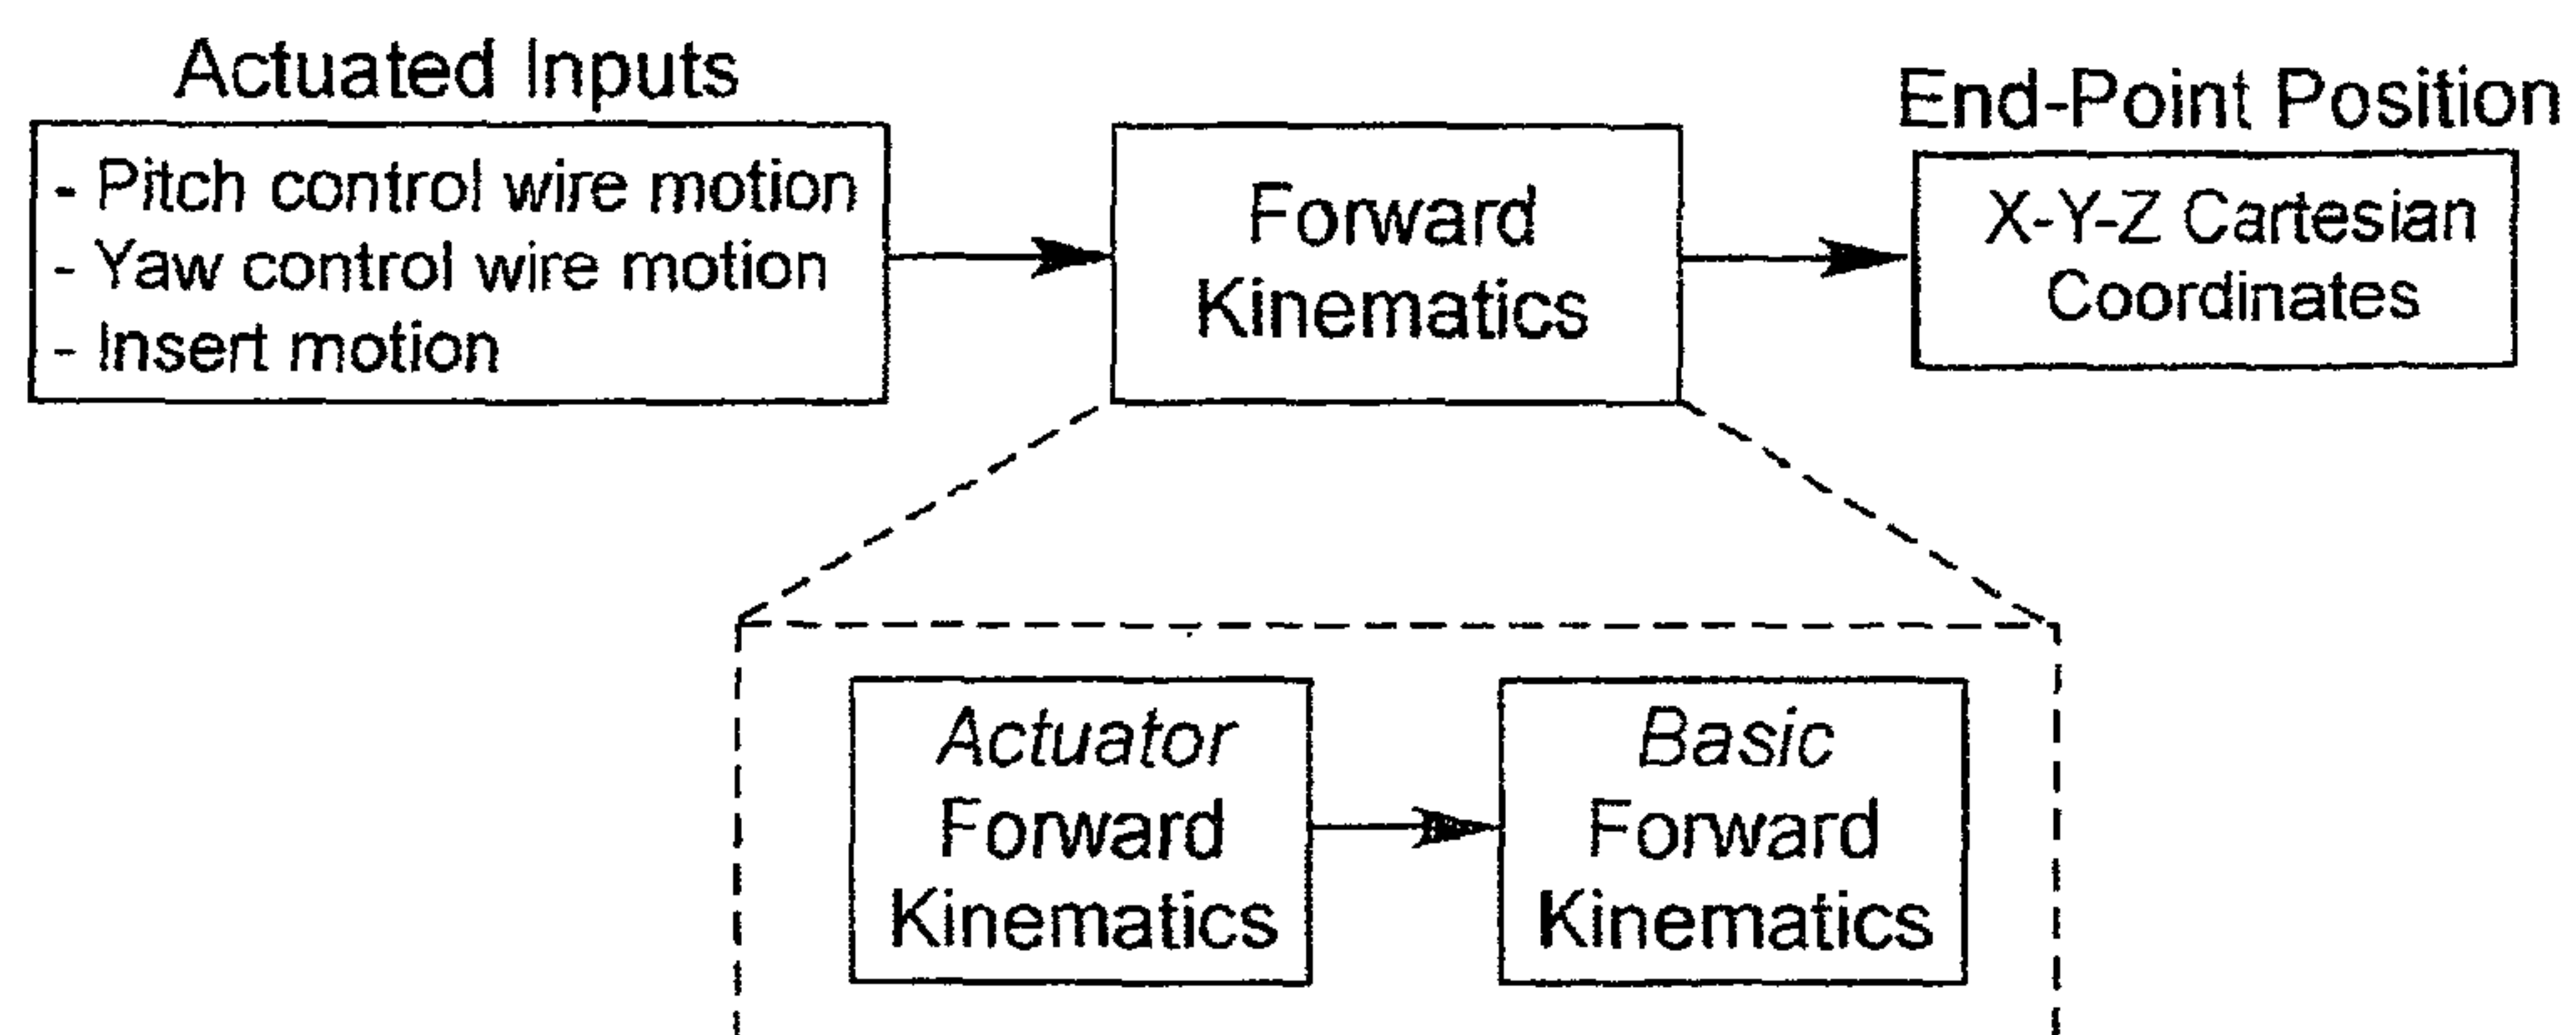 Actuated Inputs
- Pitch control wire motion
- Yaw control wire motion
- Insert motion
Forward
Kinematics
End-Point Position
X-Y-Z Cartesian
Coordinates
Actuator
Forward
Kinematics
Basic
Forward
Kinematics